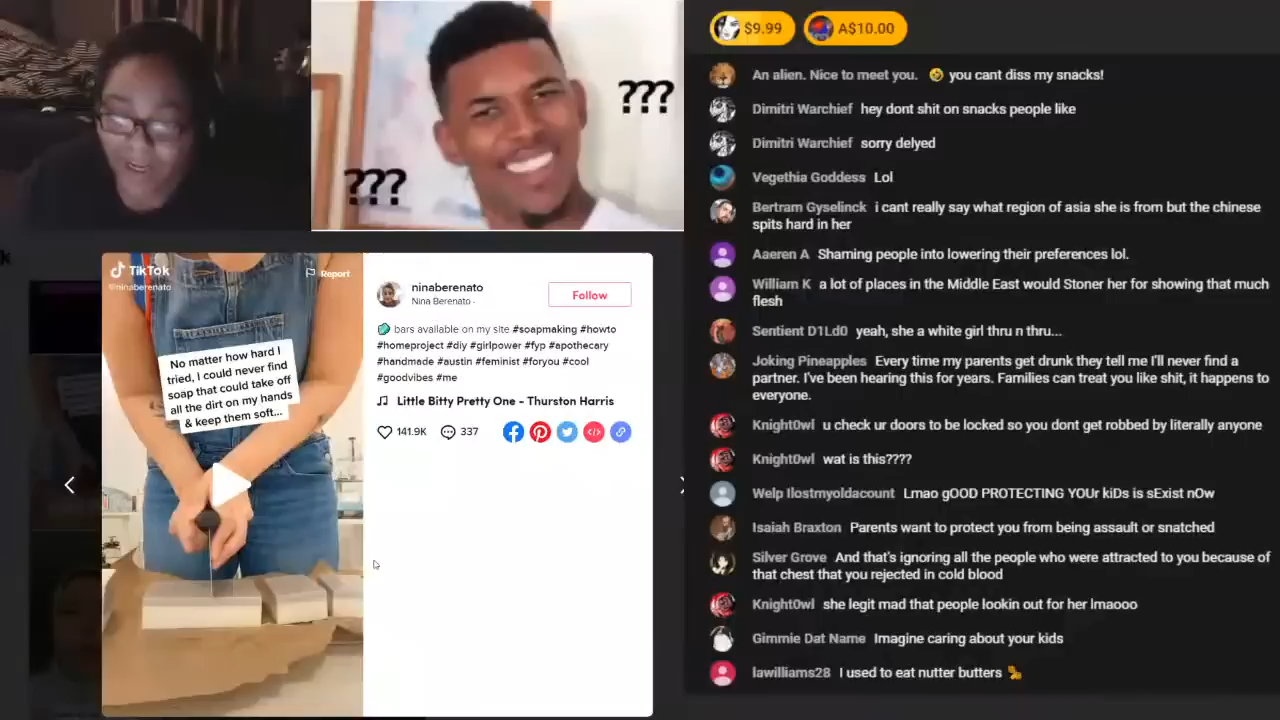 $9.99
A$10.00
???
???
An alien. Nice to meet you. 🤣 you cant diss my snacks!
Dimitri Warchief hey dont shit on snacks people like
Dimitri Warchief sorry delyed
Vegethia Goddess Lol
Bertram Gyselinck i cant really say what region of asia she is from but the chinese
spits hard in her
Aaeren A Shaming people into lowering their preferences lol.
William K a lot of places in the Middle East would Stoner her for showing that much
flesh
Sentient D1Ld0 yeah, she a white girl thru n thru...
Joking Pineapples Every time my parents get drunk they tell me I'll never find a
partner. I've been hearing this for years. Families can treat you like shit, it happens to
everyone.
Knight0wl u check ur doors to be locked so you dont get robbed by literally anyone
Knight0wl wat is this????
Welp Ilostmyoldacount Lmao gOOD PROTECTING YOUr kiDs is sExist nOw
Isaiah Braxton Parents want to protect you from being assault or snatched
Silver Grove And that's ignoring all the people who were attracted to you because of
that chest that you rejected in cold blood
Knight0wl she legit mad that people lookin out for her lmaooo
Gimmie Dat Name Imagine caring about your kids
lawilliams28 I used to eat nutter butters
TikTok
@ninaberenato
Report
No matter how hard I
tried, I could never find
soap that could take off
all the dirt on my hands
& keep them soft...
ninaberenato
Nina Berenato ·
Follow
bars available on my site #soapmaking #howto
#homeproject #diy #girlpower #fyp #apothecary
#handmade #austin #feminist #foryou #cool
#goodvibes #me
Little Bitty Pretty One - Thurston Harris
141.9K
337